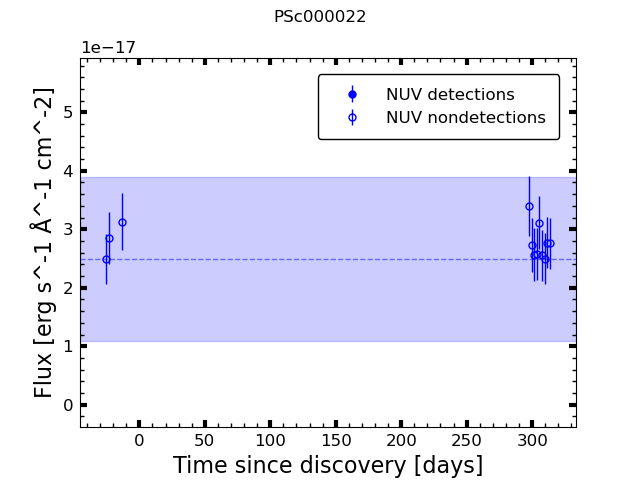 PSc000022
1e−17
NUV detections
NUV nondetections
5
4
3
2
1
0
Flux [erg s^-1 Å^-1 cm^-2]
0 50 100 150 200 250 300
Time since discovery [days]